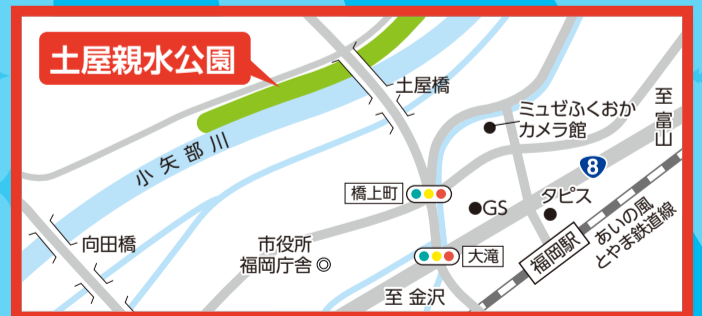 土屋親水公園
土屋橋
ミュゼふくおか
カメラ館
至 富山
小矢部川
8
橋上町
GS
タピス
あいの風
とやま鉄道線
福岡駅
向田橋
市役所
福岡庁舎
大滝
至 金沢